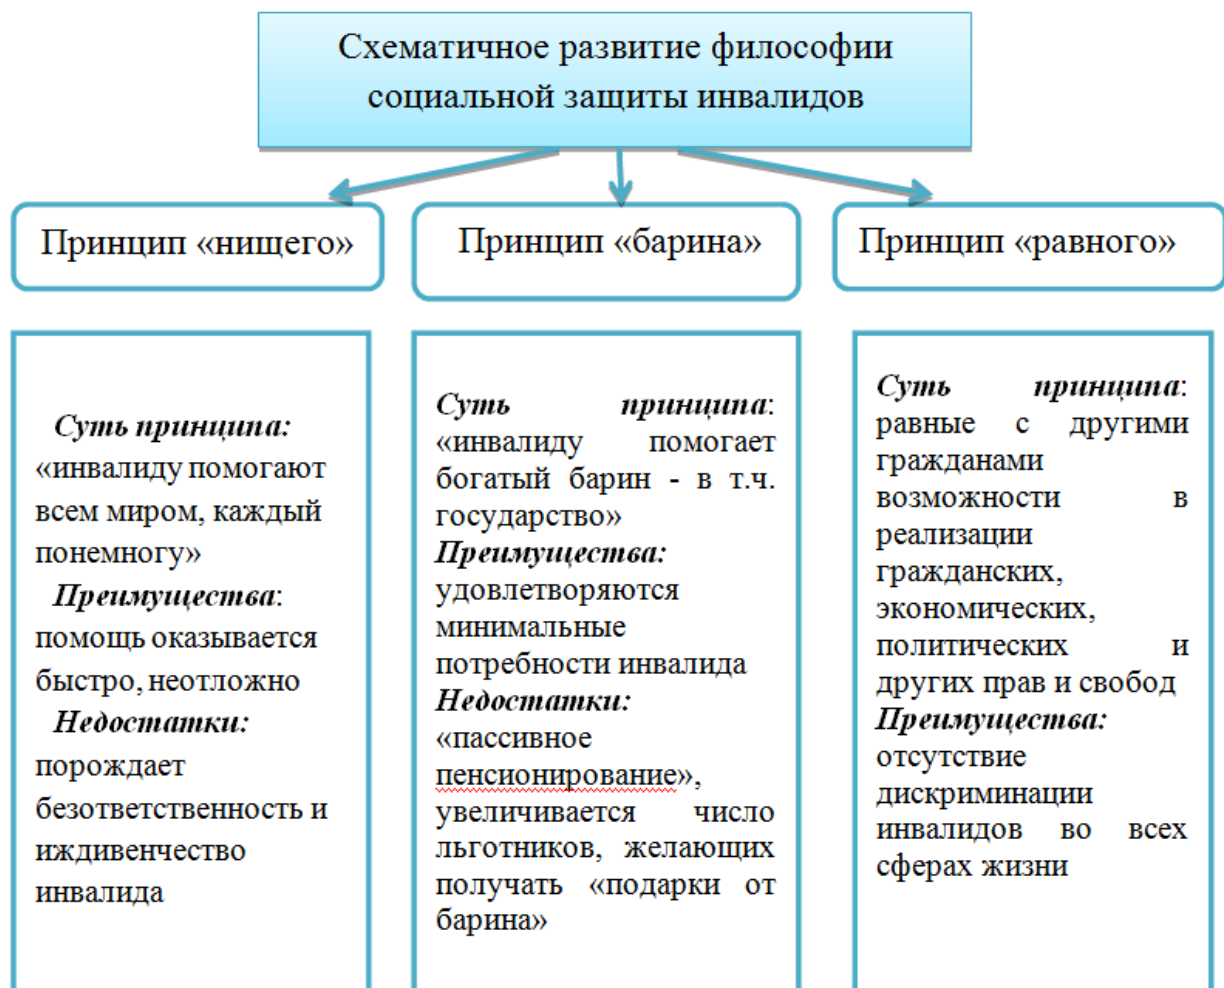 Схематичное развитие философии
социальной защиты инвалидов
Принцип «нищего»
Принцип «барина»
Принцип «равного»
Суть принципа:
«инвалиду помогают
всем миром, каждый
понемногу»
Преимущества:
помощь оказывается
быстро, неотложно
Недостатки:
порождает
безответственность и
иждивенчество
инвалида
Суть принципа:
«инвалиду помогает
богатый барин - в т.ч.
государство»
Преимущества:
удовлетворяются
минимальные
потребности инвалида
Недостатки:
«пассивное
пенсионирование»,
увеличивается число
льготников, желающих
получать «подарки от
барина»
Суть принципа:
равные с другими
гражданами
возможности в
реализации
гражданских,
экономических,
политических и
других прав и свобод
Преимущества:
отсутствие
дискриминации
инвалидов во всех
сферах жизни